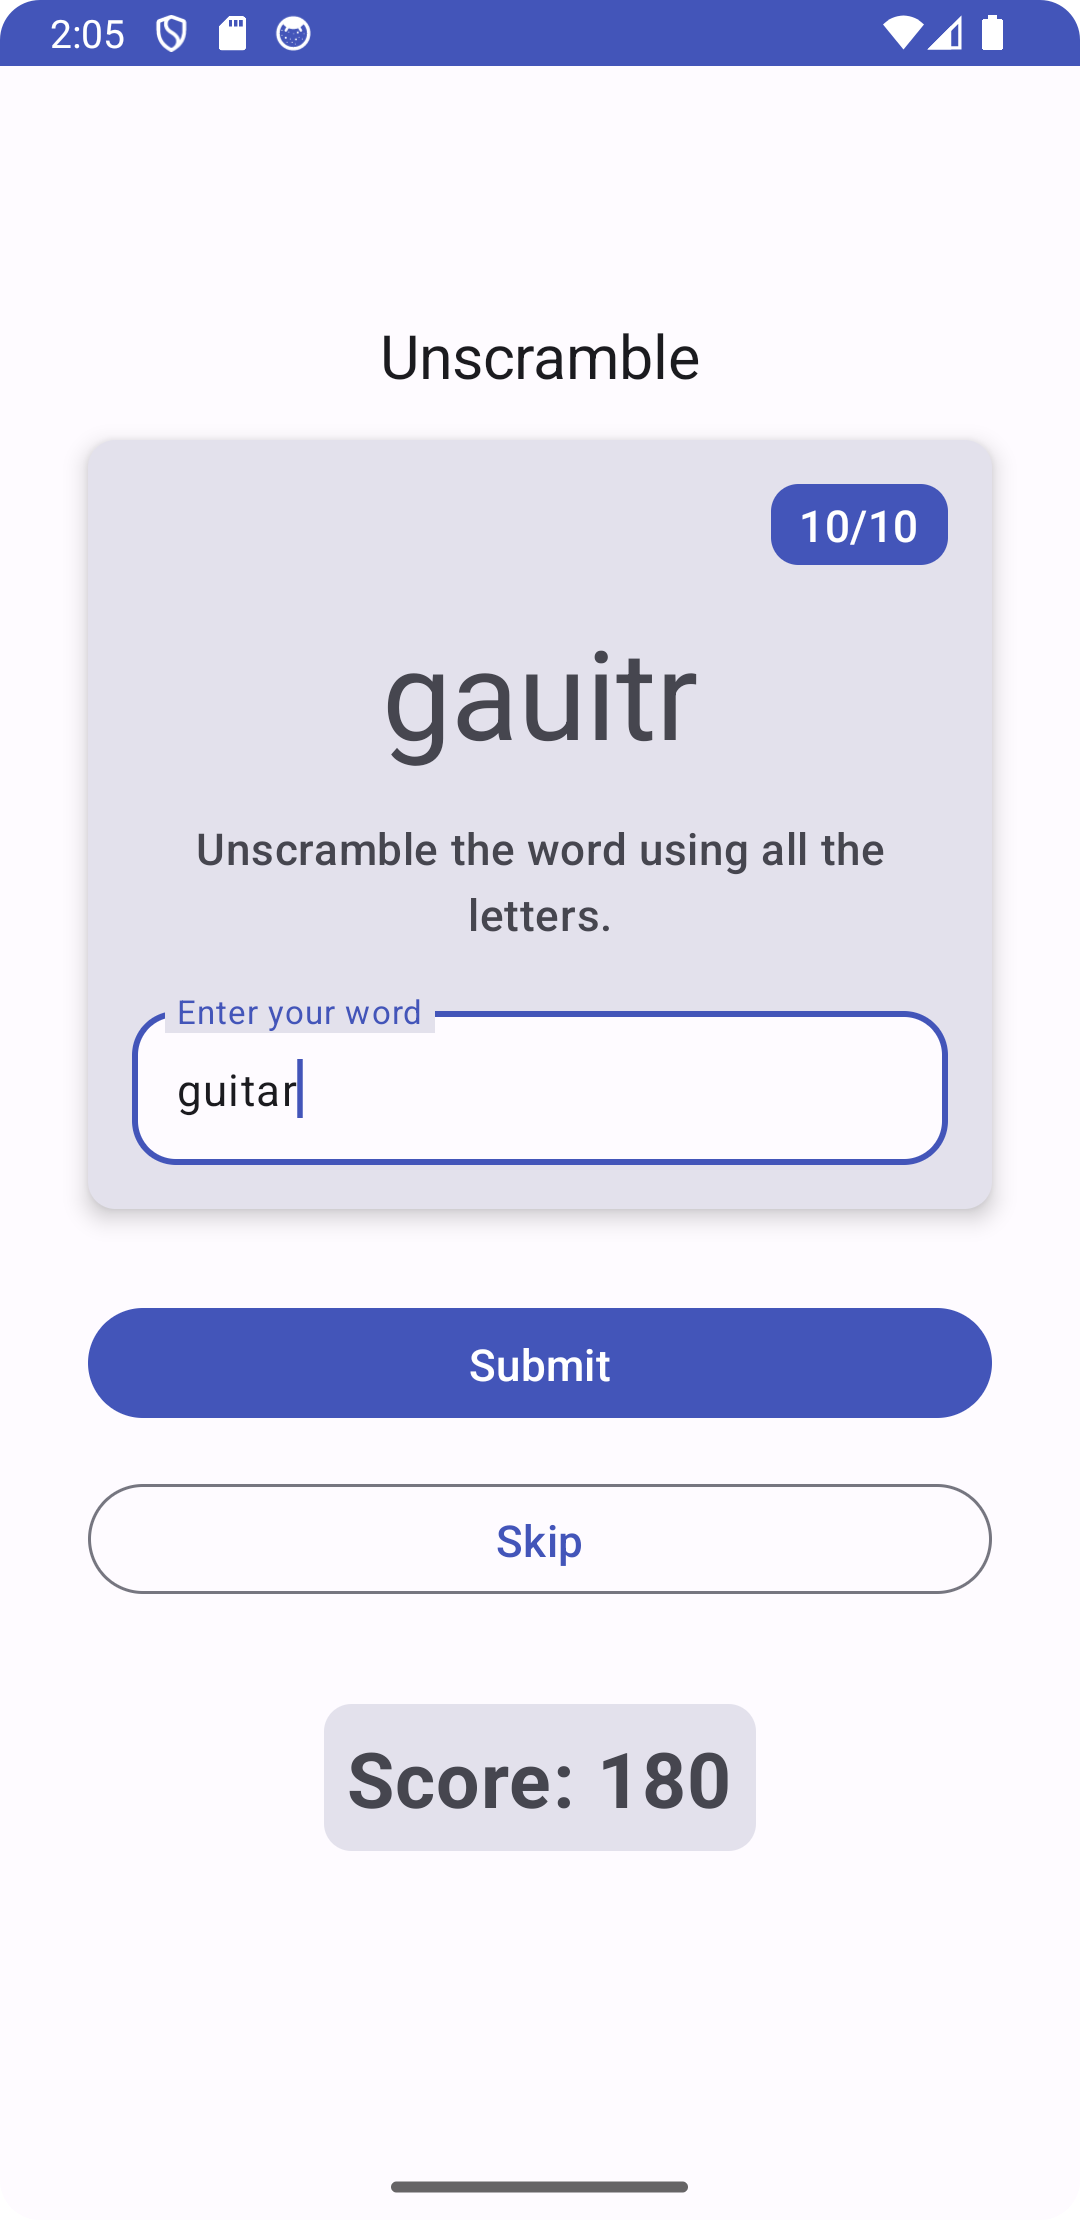 2:05
Unscramble
10/10
gauitr
Unscramble the word using all the
letters.
Enter your word
guitar
Submit
Skip
Score: 180